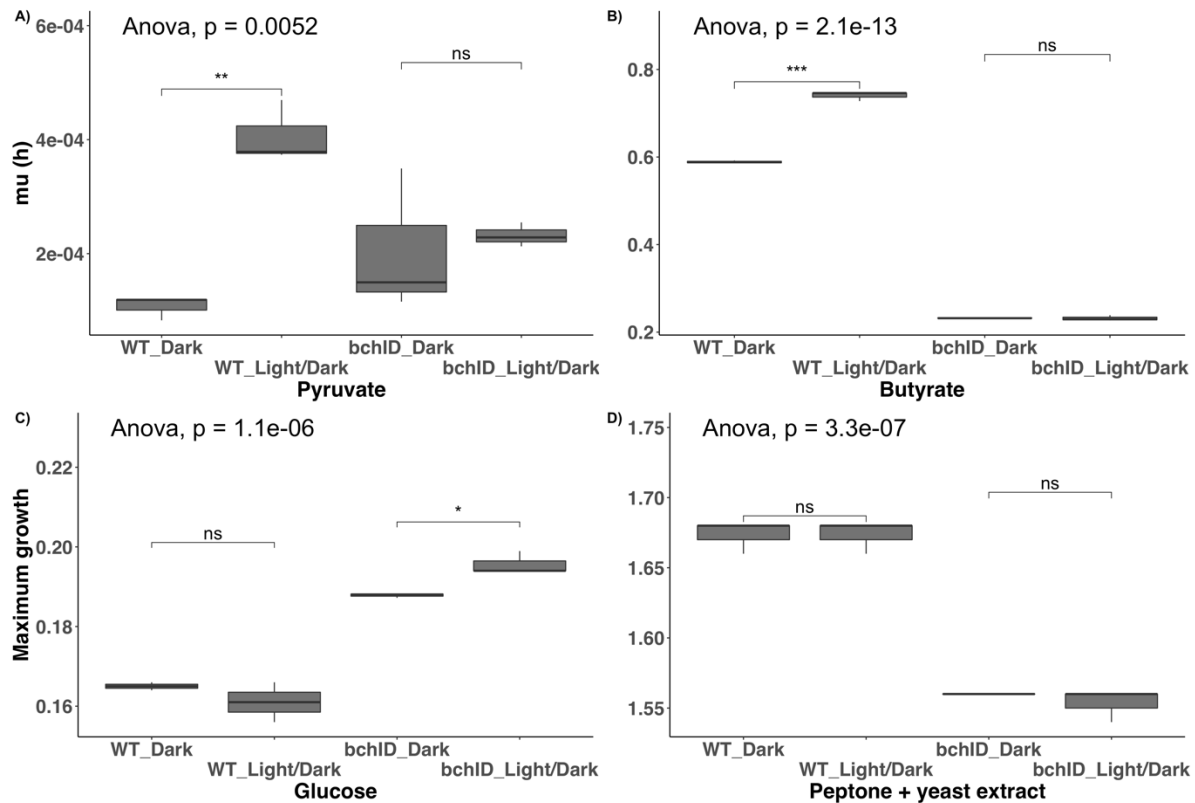 A)
Anova, p = 0.0052
6e-04
4e-04
2e-04
mu (h)
**
ns
WT_Dark
bchID_Dark
WT_Light/Dark
bchID_Light/Dark
Pyruvate
B)
Anova, p = 2.1e-13
0.8
0.6
0.4
0.2
***
ns
WT_Dark
bchID_Dark
WT_Light/Dark
bchID_Light/Dark
Butyrate
C)
Anova, p = 1.1e-06
0.22
0.20
0.18
0.16
Maximum growth
ns
*
WT_Dark
bchID_Dark
WT_Light/Dark
bchID_Light/Dark
Glucose
D)
Anova, p = 3.3e-07
1.75
1.70
1.65
1.60
1.55
ns
ns
WT_Dark
bchID_Dark
WT_Light/Dark
bchID_Light/Dark
Peptone + yeast extract